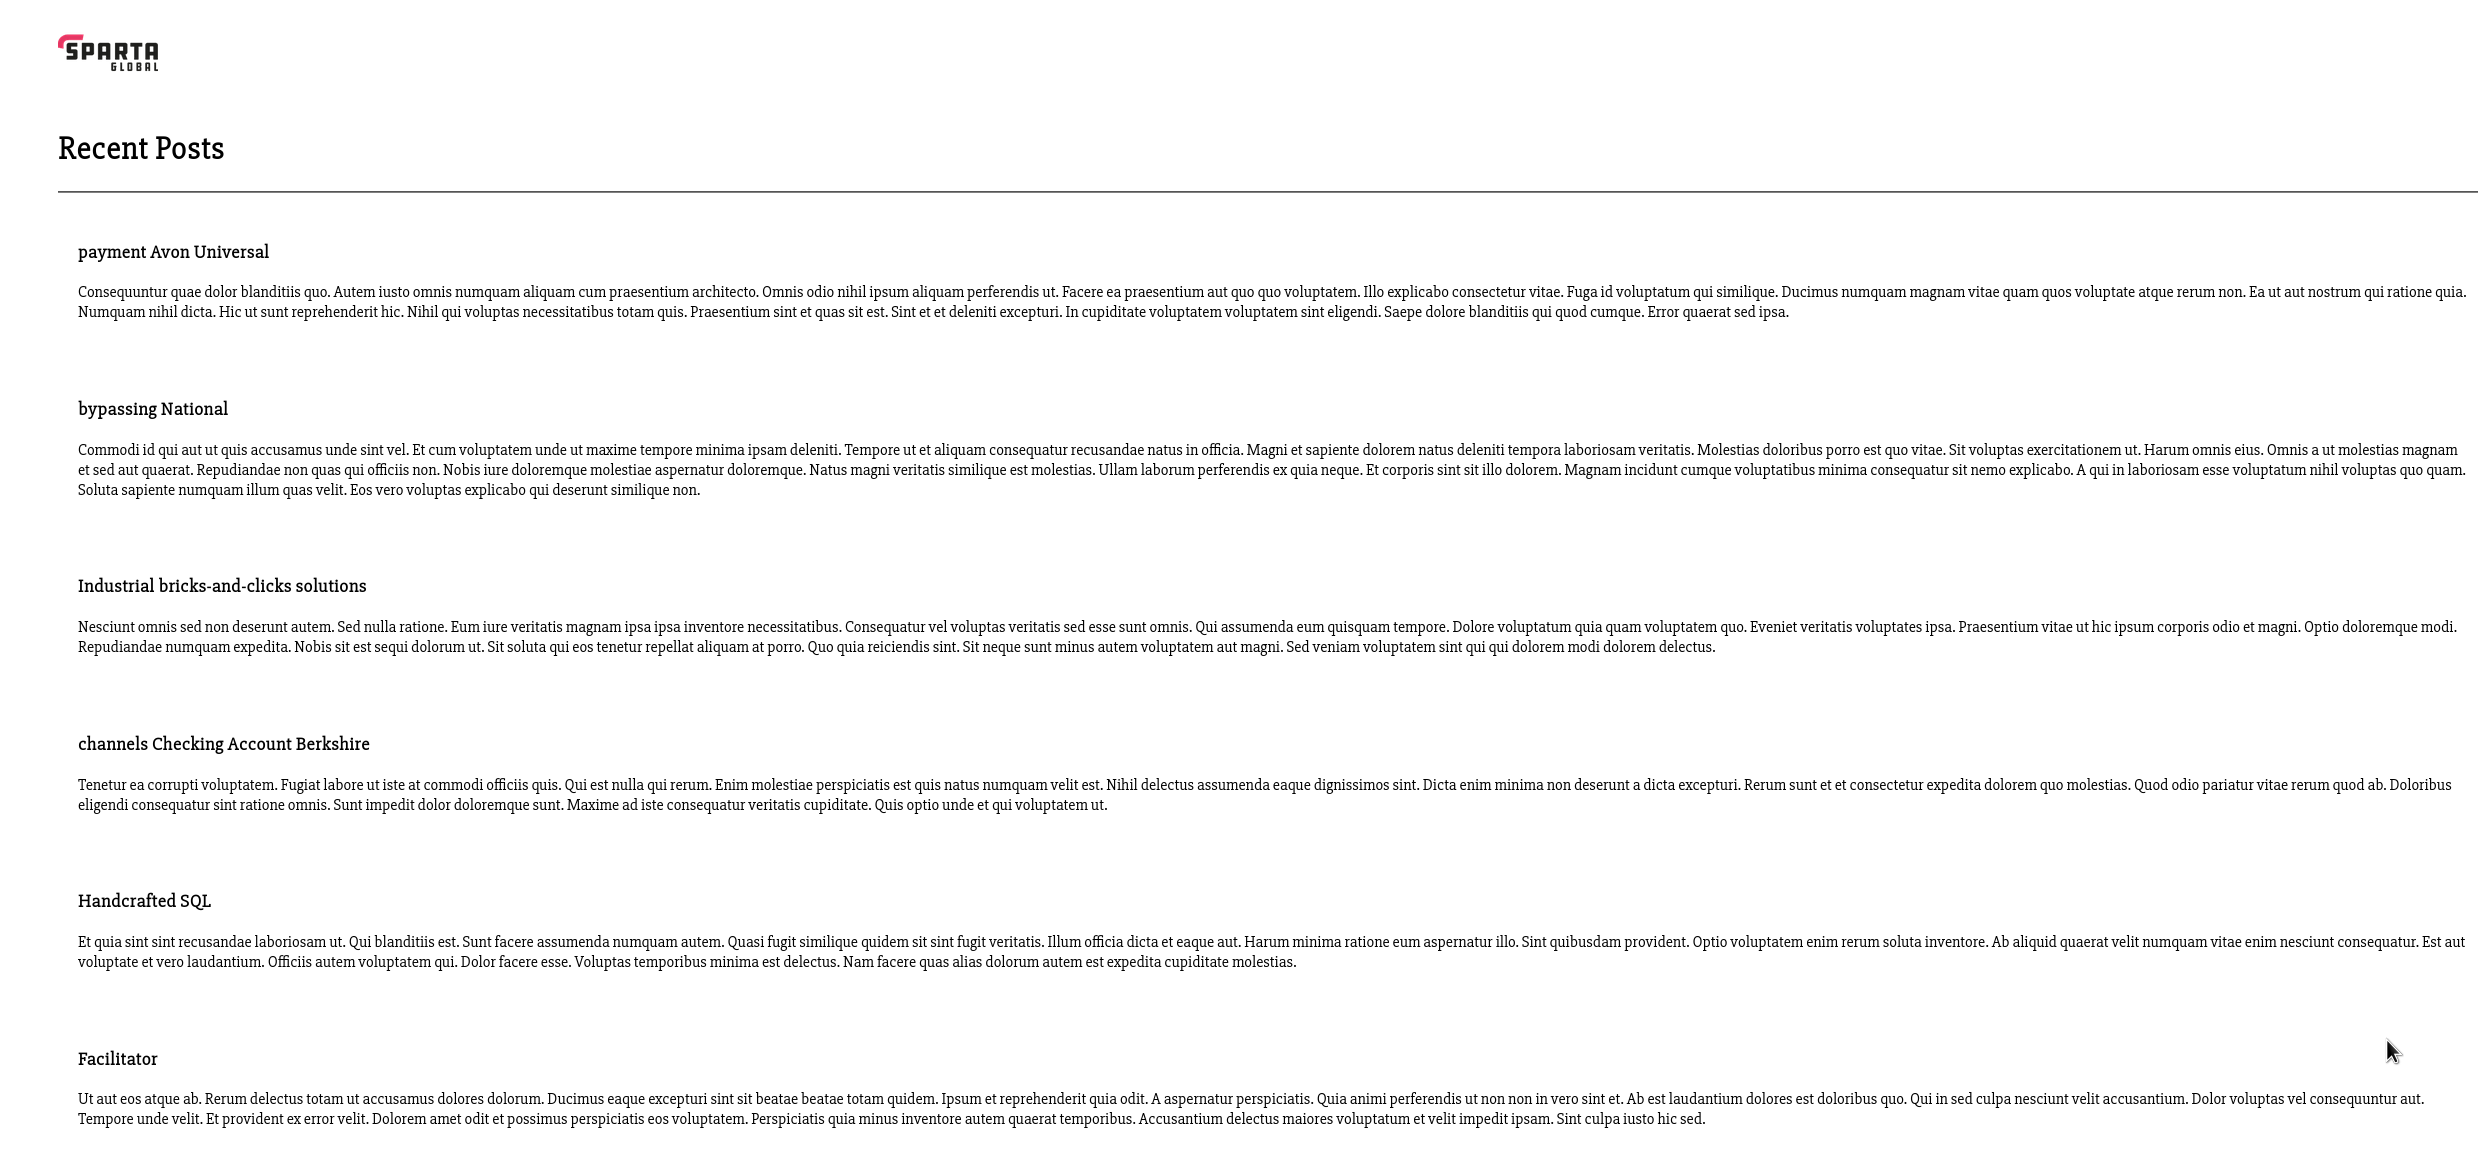 SPARTA
GLOBAL
Recent Posts
payment Avon Universal
Consequuntur quae dolor blanditiis quo. Autem iusto omnis numquam aliquam cum praesentium architecto. Omnis odio nihil ipsum aliquam perferendis ut. Facere ea praesentium aut quo quo voluptatem. Illo explicabo consectetur vitae. Fuga id voluptatum qui similique. Ducimus numquam magnam vitae quam quos voluptate atque rerum non. Ea ut aut nostrum qui ratione quia.
Numquam nihil dicta. Hic ut sunt reprehenderit hic. Nihil qui voluptas necessitatibus totam quis. Praesentium sint et quas sit est. Sint et et deleniti excepturi. In cupiditate voluptatem voluptatem sint eligendi. Saepe dolore blanditiis qui quod cumque. Error quaerat sed ipsa.
bypassing National
Commodi id qui aut ut quis accusamus unde sint vel. Et cum voluptatem unde ut maxime tempore minima ipsam deleniti. Tempore ut et aliquam consequatur recusandae natus in officia. Magni et sapiente dolorem natus deleniti tempora laboriosam veritatis. Molestias doloribus porro est quo vitae. Sit voluptas exercitationem ut. Harum omnis eius. Omnis a ut molestias magnam
et sed aut quaerat. Repudiandae non quas qui officiis non. Nobis iure doloremque molestiae aspernatur doloremque. Natus magni veritatis similique est molestias. Ullam laborum perferendis ex quia neque. Et corporis sint sit illo dolorem. Magnam incidunt cumque voluptatibus minima consequatur sit nemo explicabo. A qui in laboriosam esse voluptatum nihil voluptas quo quam.
Soluta sapiente numquam illum quas velit. Eos vero voluptas explicabo qui deserunt similique non.
Industrial bricks-and-clicks solutions
Nesciunt omnis sed non deserunt autem. Sed nulla ratione. Eum iure veritatis magnam ipsa ipsa inventore necessitatibus. Consequatur vel voluptas veritatis sed esse sunt omnis. Qui assumenda eum quisquam tempore. Dolore voluptatum quia quam voluptatem quo. Eveniet veritatis voluptates ipsa. Praesentium vitae ut hic ipsum corporis odio et magni. Optio doloremque modi.
Repudiandae numquam expedita. Nobis sit est sequi dolorum ut. Sit soluta qui eos tenetur repellat aliquam at porro. Quo quia reiciendis sint. Sit neque sunt minus autem voluptatem aut magni. Sed veniam voluptatem sint qui qui dolorem modi dolorem delectus.
channels Checking Account Berkshire
Tenetur ea corrupti voluptatem. Fugiat labore ut iste at commodi officiis quis. Qui est nulla qui rerum. Enim molestiae perspiciatis est quis natus numquam velit est. Nihil delectus assumenda eaque dignissimos sint. Dicta enim minima non deserunt a dicta excepturi. Rerum sunt et et consectetur expedita dolorem quo molestias. Quod odio pariatur vitae rerum quod ab. Doloribus
eligendi consequatur sint ratione omnis. Sunt impedit dolor doloremque sunt. Maxime ad iste consequatur veritatis cupiditate. Quis optio unde et qui voluptatem ut.
Handcrafted SQL
Et quia sint sint recusandae laboriosam ut. Qui blanditiis est. Sunt facere assumenda numquam autem. Quasi fugit similique quidem sit sint fugit veritatis. Illum officia dicta et eaque aut. Harum minima ratione eum aspernatur illo. Sint quibusdam provident. Optio voluptatem enim rerum soluta inventore. Ab aliquid quaerat velit numquam vitae enim nesciunt consequatur. Est aut
voluptate et vero laudantium. Officiis autem voluptatem qui. Dolor facere esse. Voluptas temporibus minima est delectus. Nam facere quas alias dolorum autem est expedita cupiditate molestias.
Facilitator
Ut aut eos atque ab. Rerum delectus totam ut accusamus dolores dolorum. Ducimus eaque excepturi sint sit beatae beatae totam quidem. Ipsum et reprehenderit quia odit. A aspernatur perspiciatis. Quia animi perferendis ut non non in vero sint et. Ab est laudantium dolores est doloribus quo. Qui in sed culpa nesciunt velit accusantium. Dolor voluptas vel consequuntur aut.
Tempore unde velit. Et provident ex error velit. Dolorem amet odit et possimus perspiciatis eos voluptatem. Perspiciatis quia minus inventore autem quaerat temporibus. Accusantium delectus maiores voluptatum et velit impedit ipsam. Sint culpa iusto hic sed.